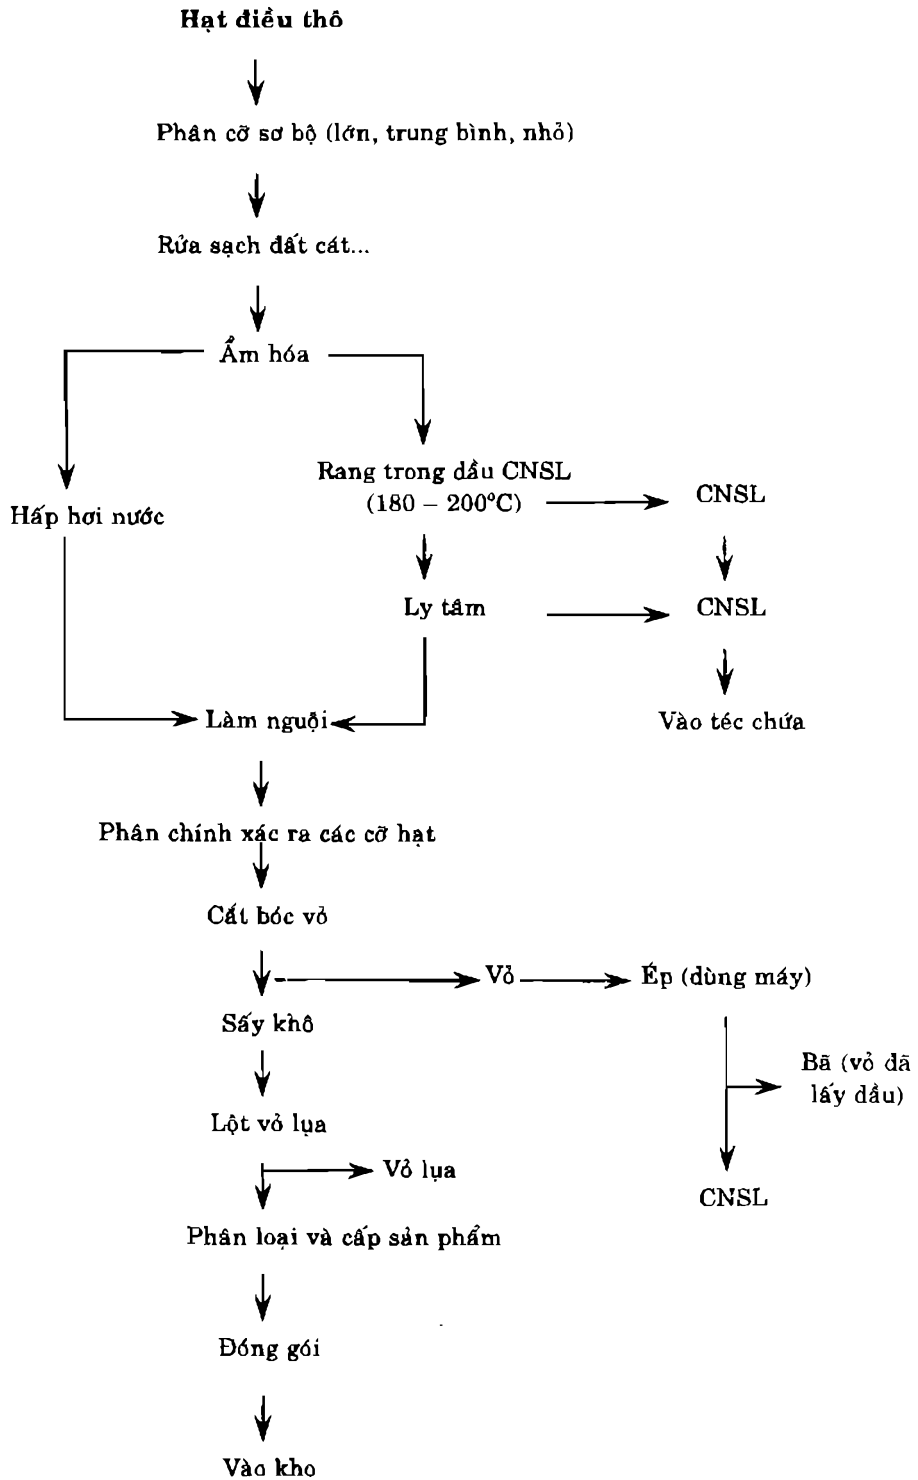 Hạt điều thô
Phân cỡ sơ bộ (lớn, trung bình, nhỏ)
Rửa sạch đất cát...
Ẩm hóa
Rang trong dầu CNSL
(180 – 200°C)
CNSL
Hấp hơi nước
Ly tâm
CNSL
Làm nguội
Vào téc chứa
Phân chính xác ra các cỡ hạt
Cắt bóc vỏ
Vỏ
Ép (dùng máy)
Sấy khô
Bã (vỏ đã
lấy dầu)
Lột vỏ lụa
Vỏ lụa
CNSL
Phân loại và cấp sản phẩm
Đóng gói
Vào kho